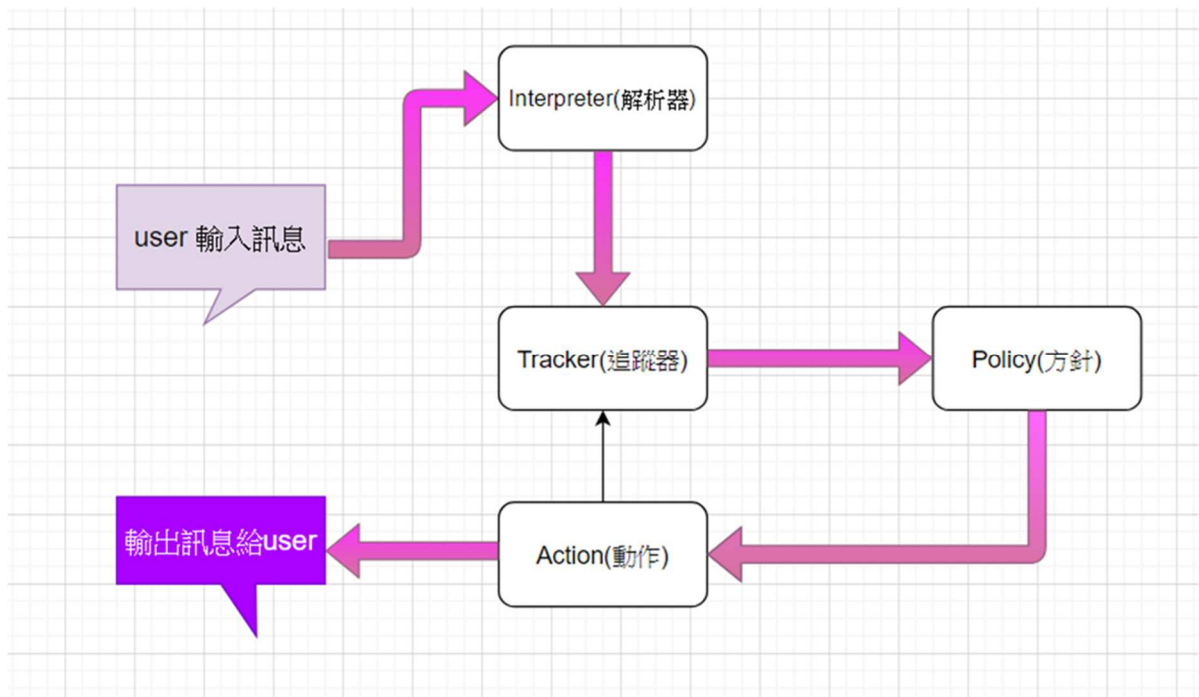 Interpreter(解析器)
user 輸入訊息
Tracker(追蹤器)
Policy(方針)
Action(動作)
輸出訊息給user